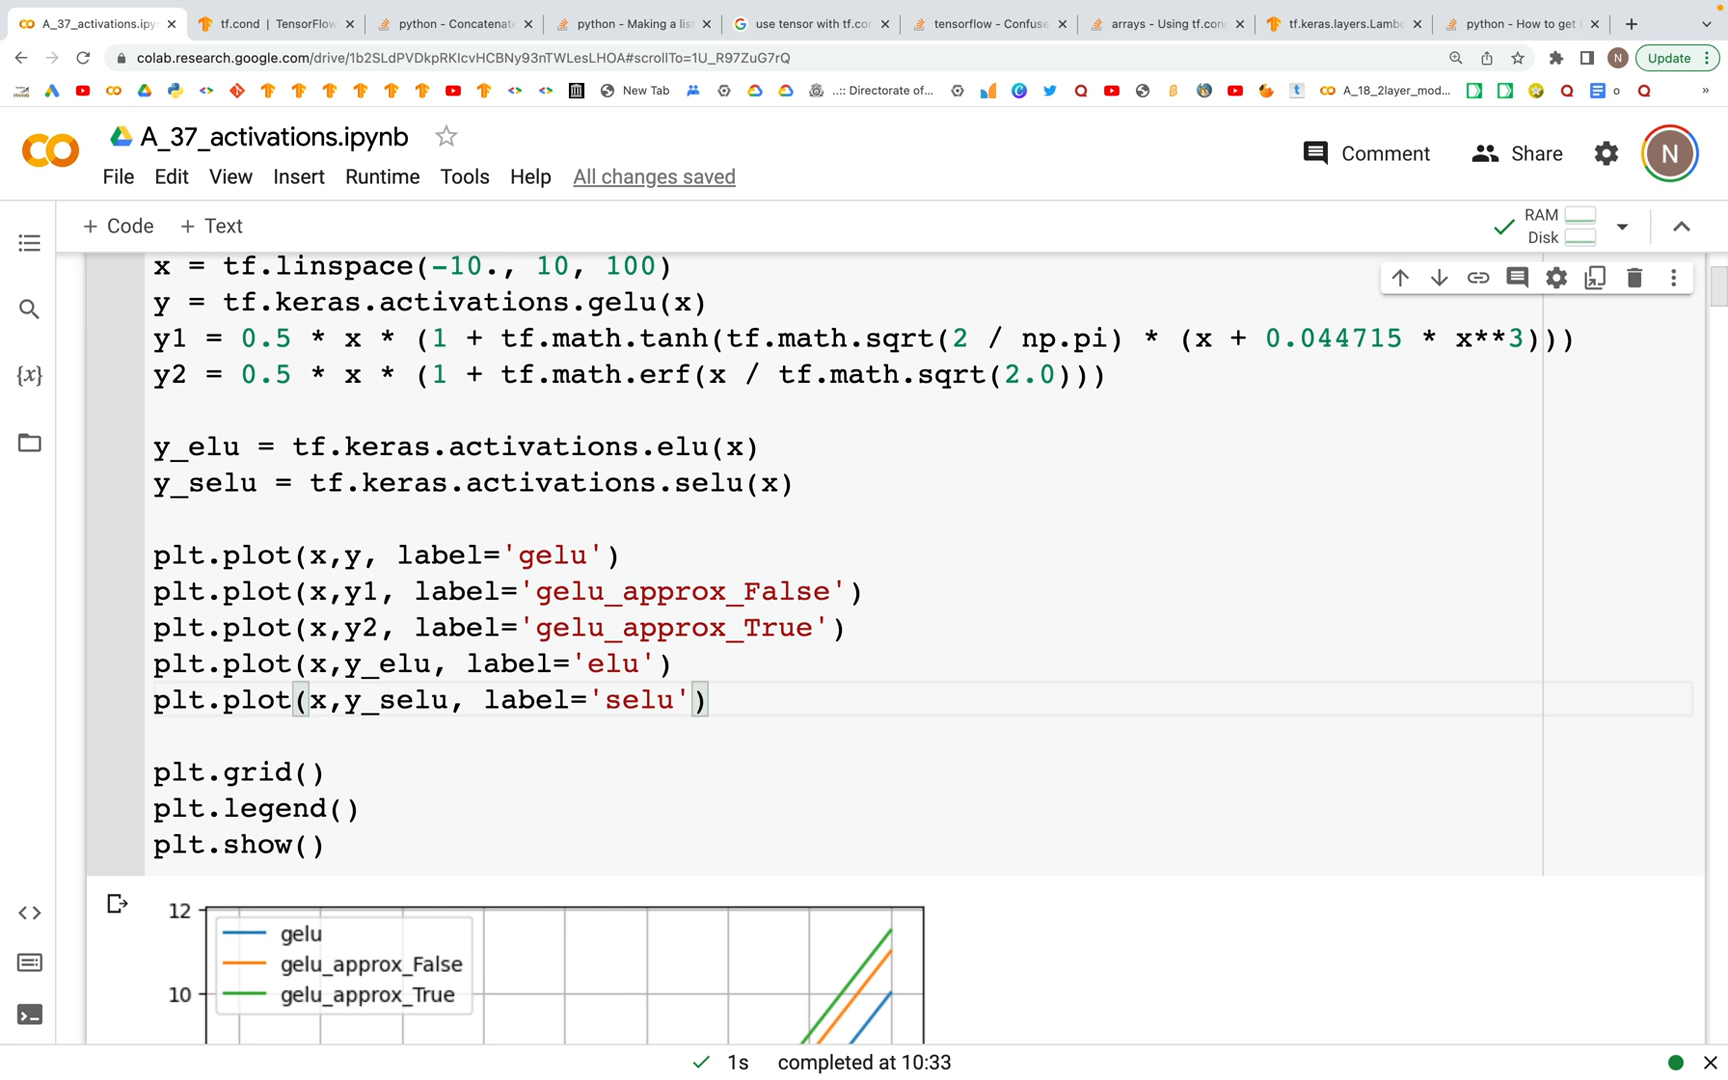 A_37_activations.ipy
tf.cond | TensorFlow
python - Concatenate
python - Making a lis
use tensor with tf.cor
tensorflow - Confuse
arrays - Using tf.con
tf.keras.layers.Lamb
python - How to get
colab.research.google.com/drive/1b2SLdPVDkpRKIcvHCBNy93nTWLesLHOA#scrollTo=1U_R97ZuG7rQ
N
Update
New Tab
..:: Directorate of...
A_18_2layer_mod...
o
»
A_37_activations.ipynb
Comment
Share
N
File Edit View Insert Runtime Tools Help All changes saved
+ Code + Text
RAM
Disk
x = tf.linspace(-10., 10, 100)
y = tf.keras.activations.gelu(x)
y1 = 0.5 * x * (1 + tf.math.tanh(tf.math.sqrt(2 / np.pi) * (x + 0.044715 * x**3)))
y2 = 0.5 * x * (1 + tf.math.erf(x / tf.math.sqrt(2.0)))
y_elu = tf.keras.activations.elu(x)
y_selu = tf.keras.activations.selu(x)
plt.plot(x,y, label='gelu')
plt.plot(x,y1, label='gelu_approx_False')
plt.plot(x,y2, label='gelu_approx_True')
plt.plot(x,y_elu, label='elu')
plt.plot(x,y_selu, label='selu')
plt.grid()
plt.legend()
plt.show()
12
gelu
gelu_approx_False
10
gelu_approx_True
1s completed at 10:33